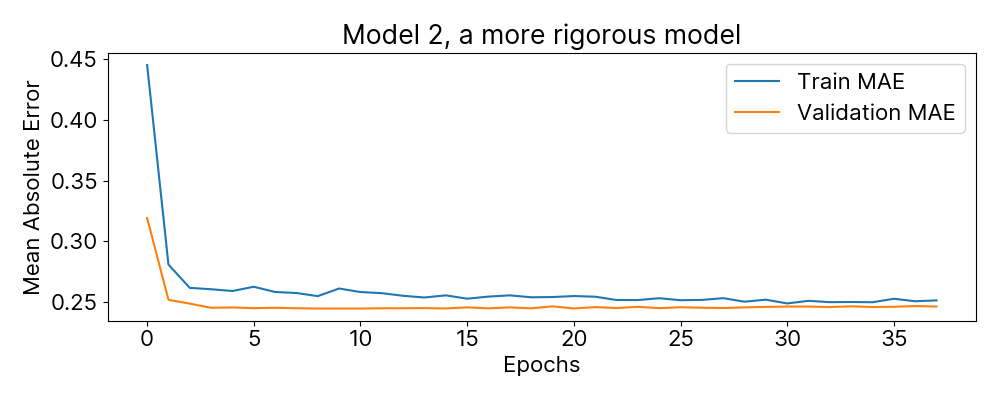 Model 2, a more rigorous model
Mean Absolute Error
0.45
0.40
0.35
0.30
0.25
Train MAE
Validation MAE
0 5 10 15 20 25 30 35
Epochs